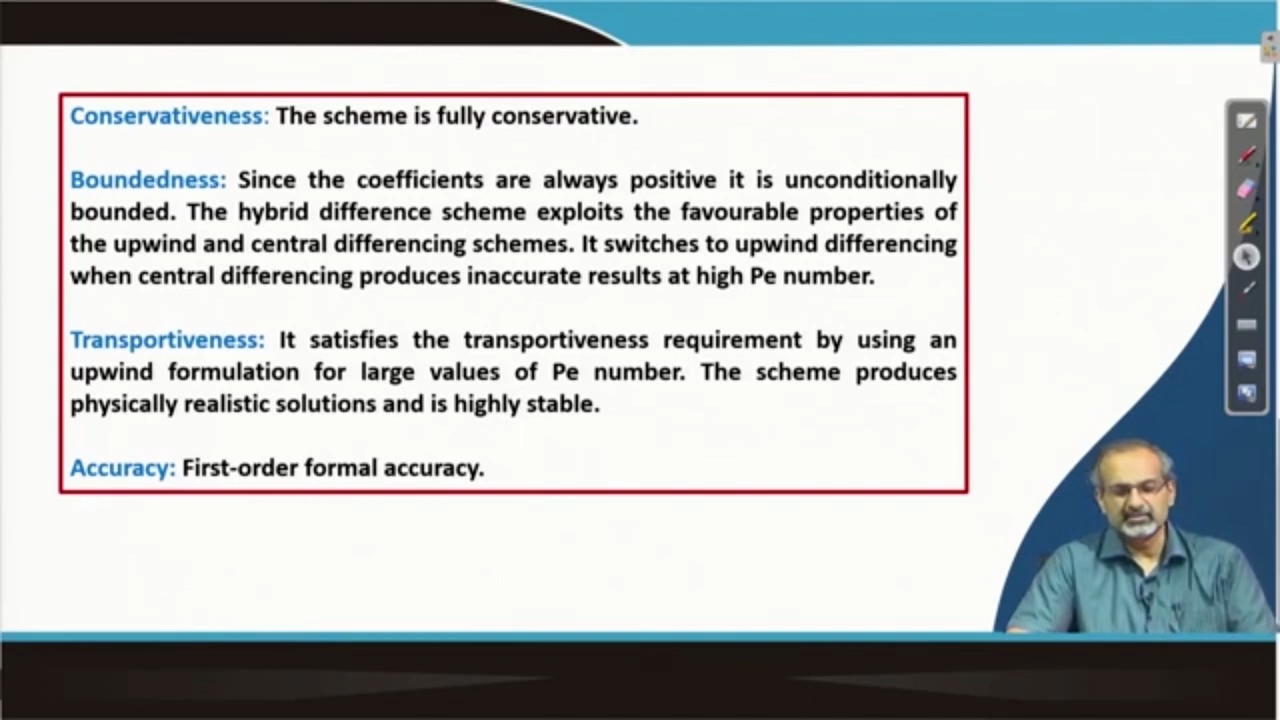 Conservativeness: The scheme is fully conservative.
Boundedness: Since the coefficients are always positive it is unconditionally
bounded. The hybrid difference scheme exploits the favourable properties of
the upwind and central differencing schemes. It switches to upwind differencing
when central differencing produces inaccurate results at high Pe number.
Transportiveness: It satisfies the transportiveness requirement by using an
upwind formulation for large values of Pe number. The scheme produces
physically realistic solutions and is highly stable.
Accuracy: First-order formal accuracy.